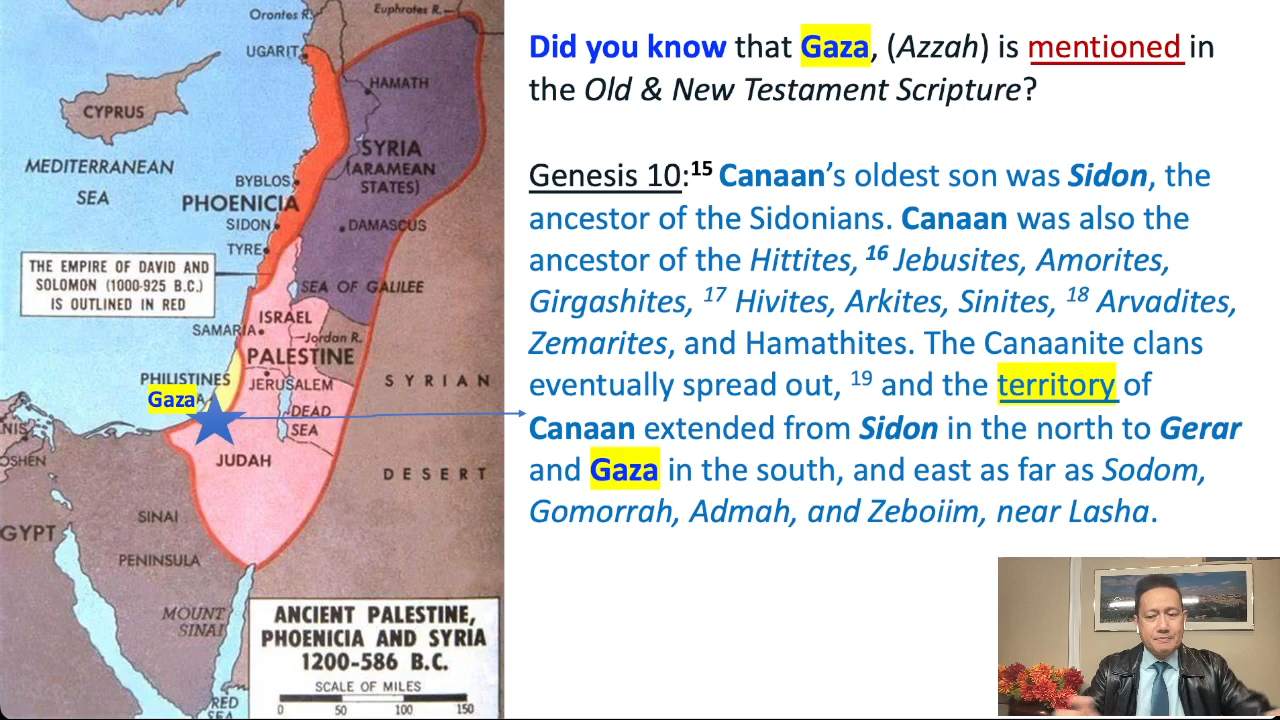 Orontes R.
Euphrates R.
UGARIT
HAMATH
CYPRUS
SYRIA
(ARAMEAN
STATES)
MEDITERRANEAN
SEA
BYBLOS
PHOENICIA
SIDON
DAMASCUS
TYRE
THE EMPIRE OF DAVID AND
SOLOMON (1000-925 B.C.)
IS OUTLINED IN RED
SEA OF GALILEE
ISRAEL
SAMARIA
Jordan R.
PALESTINE
PHILISTINES
JERUSALEM
SYRIAN
Gaza
A
DEAD
SEA
NIS
OSHEN
JUDAH
DESERT
SINAI
GYPT
PENINSULA
MOUNT
SINAI
RED
SEA
ANCIENT PALESTINE,
PHOENICIA AND SYRIA
1200-586 B.C.
SCALE OF MILES
0 50 100 150
Did you know that Gaza, (Azzah) is mentioned in
the Old & New Testament Scripture?
Genesis 10:15 Canaan’s oldest son was Sidon, the
ancestor of the Sidonians. Canaan was also the
ancestor of the Hittites, 16 Jebusites, Amorites,
Girgashites, 17 Hivites, Arkites, Sinites, 18 Arvadites,
Zemarites, and Hamathites. The Canaanite clans
eventually spread out, 19 and the territory of
Canaan extended from Sidon in the north to Gerar
and Gaza in the south, and east as far as Sodom,
Gomorrah, Admah, and Zeboiim, near Lasha.